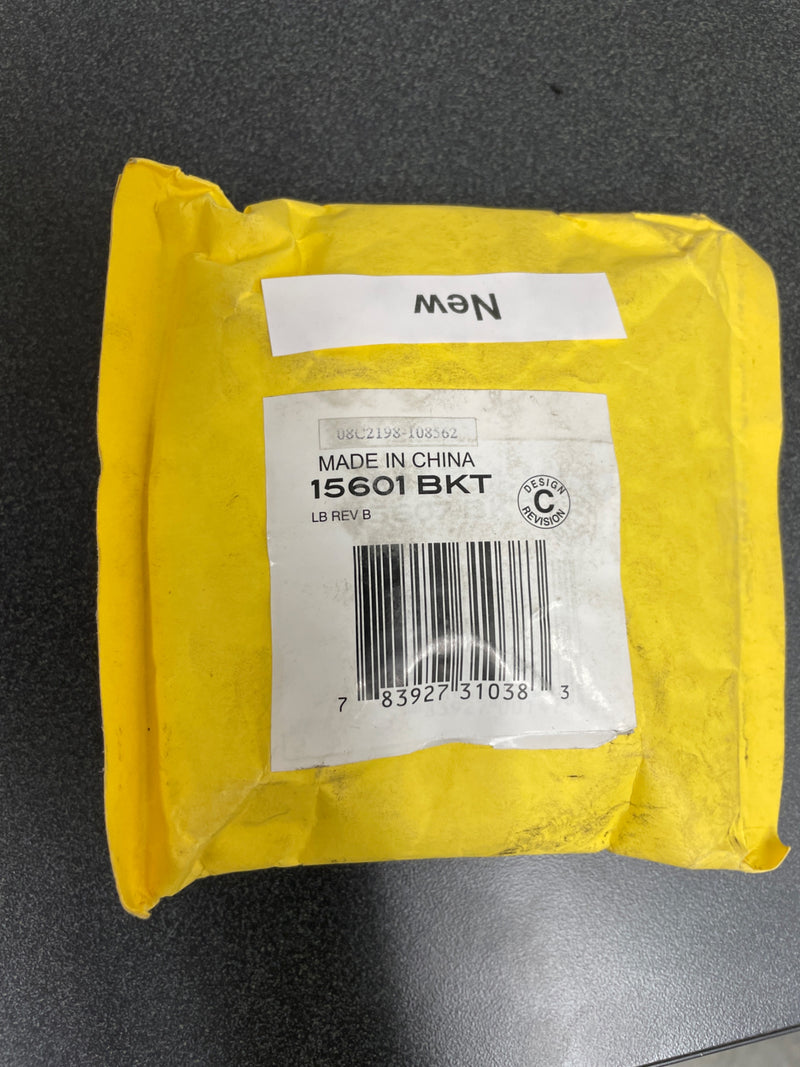 New
08C2198-108562
MADE IN CHINA
15601 BKT
LB REV B
DESIGN
C
REVISION
7 83927 31038 3